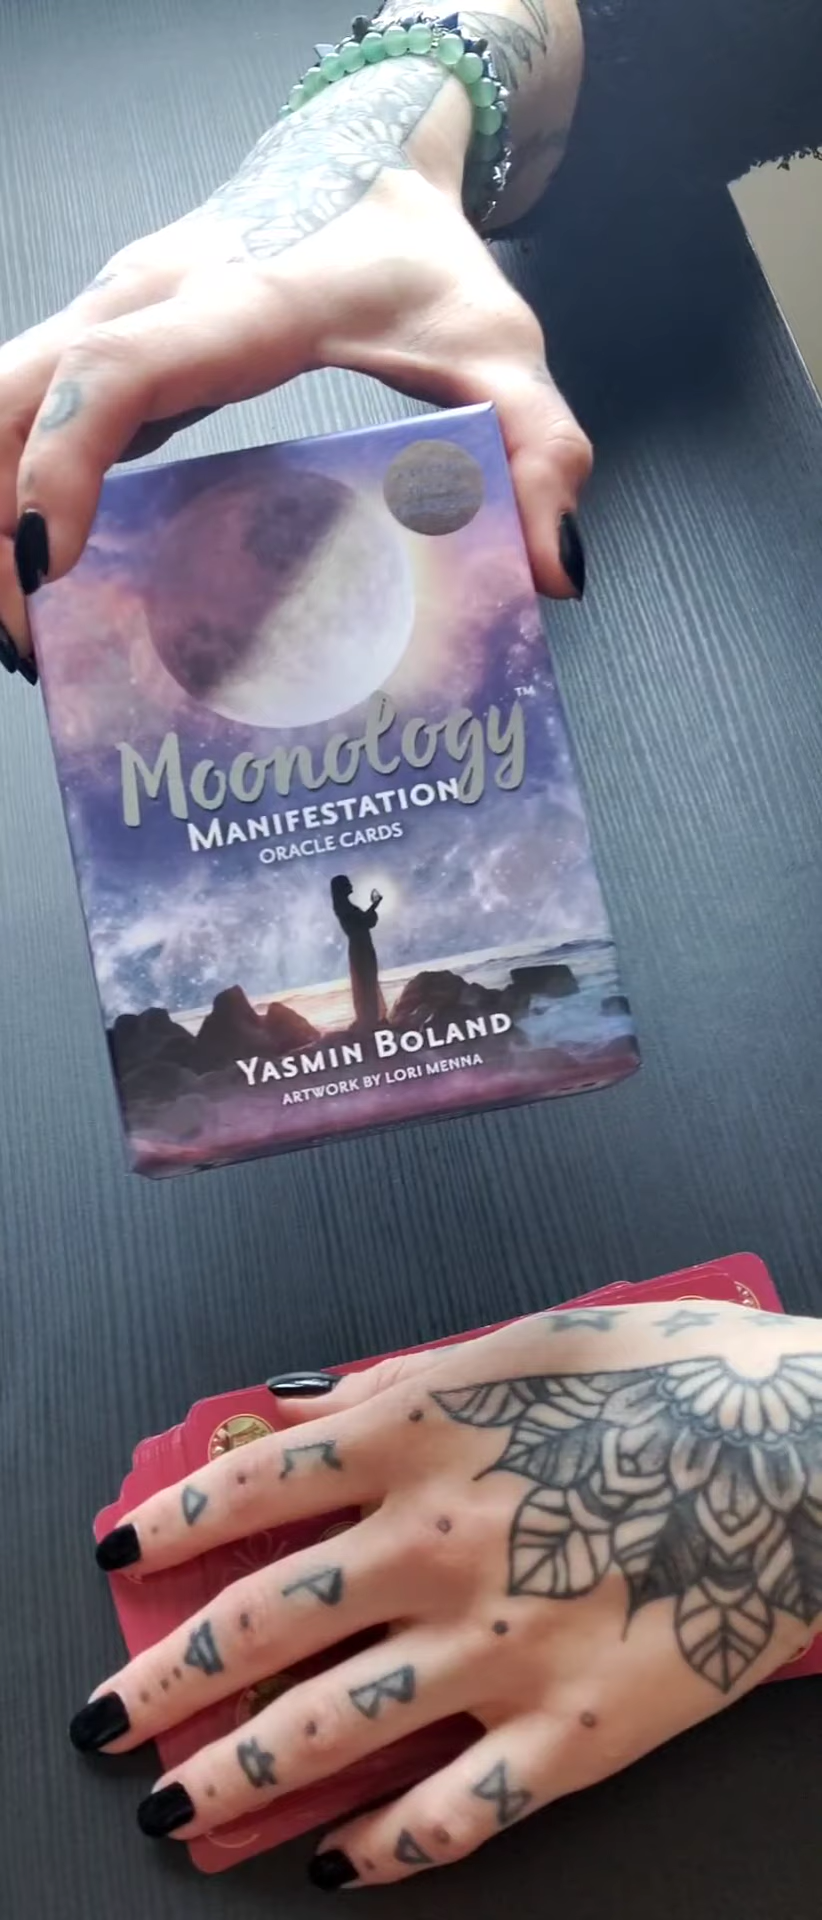 Moonology™
MANIFESTATION
ORACLE CARDS
YASMIN BOLAND
ARTWORK BY LORI MENNA